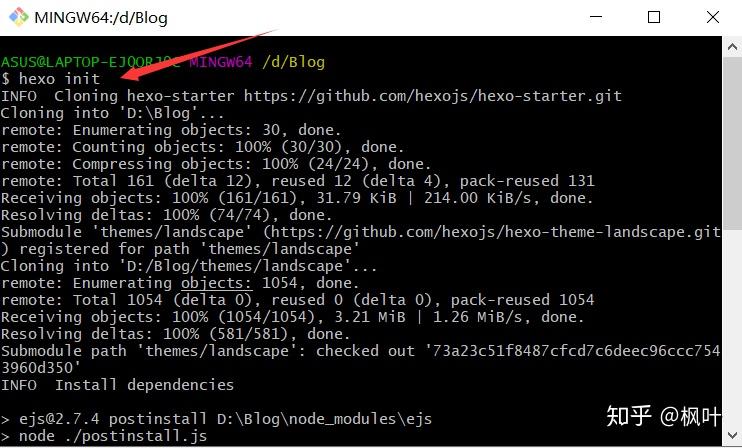 MINGW64:/d/Blog
ASUS@LAPTOP-EJQQRJQE MINGW64 /d/Blog
$ hexo init
INFO  Cloning hexo-starter https://github.com/hexojs/hexo-starter.git
Cloning into 'D:\Blog'...
remote: Enumerating objects: 30, done.
remote: Counting objects: 100% (30/30), done.
remote: Compressing objects: 100% (24/24), done.
remote: Total 161 (delta 12), reused 12 (delta 4), pack-reused 131
Receiving objects: 100% (161/161), 31.79 KiB | 214.00 KiB/s, done.
Resolving deltas: 100% (74/74), done.
Submodule 'themes/landscape' (https://github.com/hexojs/hexo-theme-landscape.git
) registered for path 'themes/landscape'
Cloning into 'D:/Blog/themes/landscape'...
remote: Enumerating objects: 1054, done.
remote: Total 1054 (delta 0), reused 0 (delta 0), pack-reused 1054
Receiving objects: 100% (1054/1054), 3.21 MiB | 1.26 MiB/s, done.
Resolving deltas: 100% (581/581), done.
Submodule path 'themes/landscape': checked out '73a23c51f8487cfcd7c6deec96ccc754
3960d350'
INFO  Install dependencies
> ejs@2.7.4 postinstall D:\Blog\node_modules\ejs
> node ./postinstall.js
知乎 @枫叶